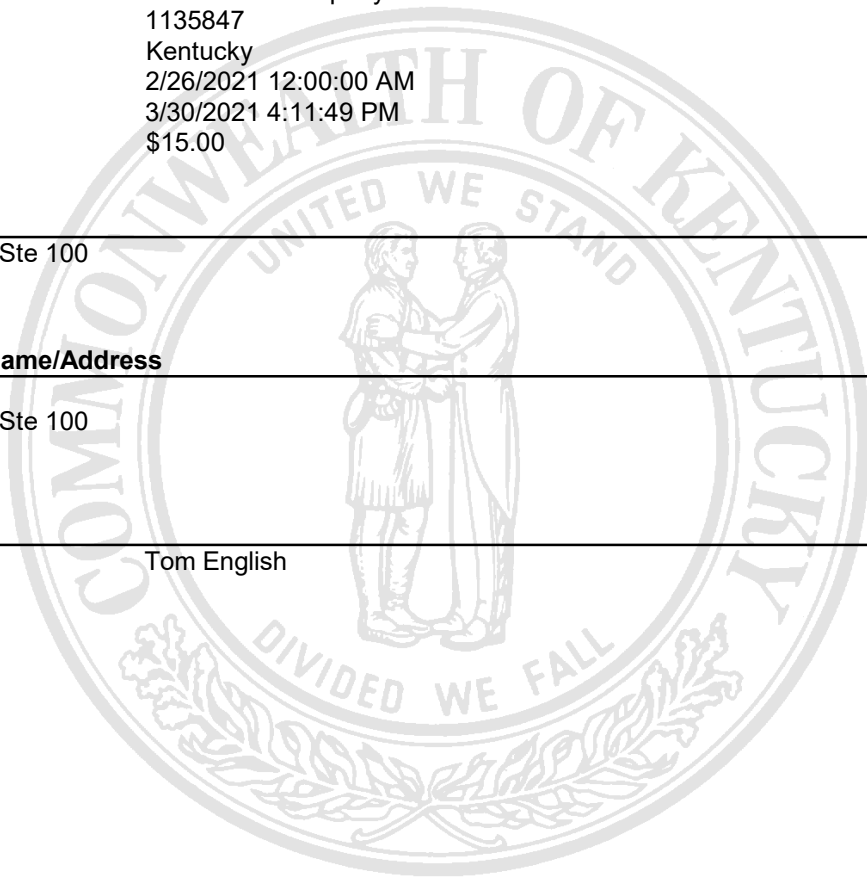 1135847
Kentucky
2/26/2021 12:00:00 AM
3/30/2021 4:11:49 PM
$15.00
Ste 100
ame/Address
Ste 100
Tom English
COMMONWEALTH OF KENTUCKY
UNITED WE STAND
DIVIDED WE FALL